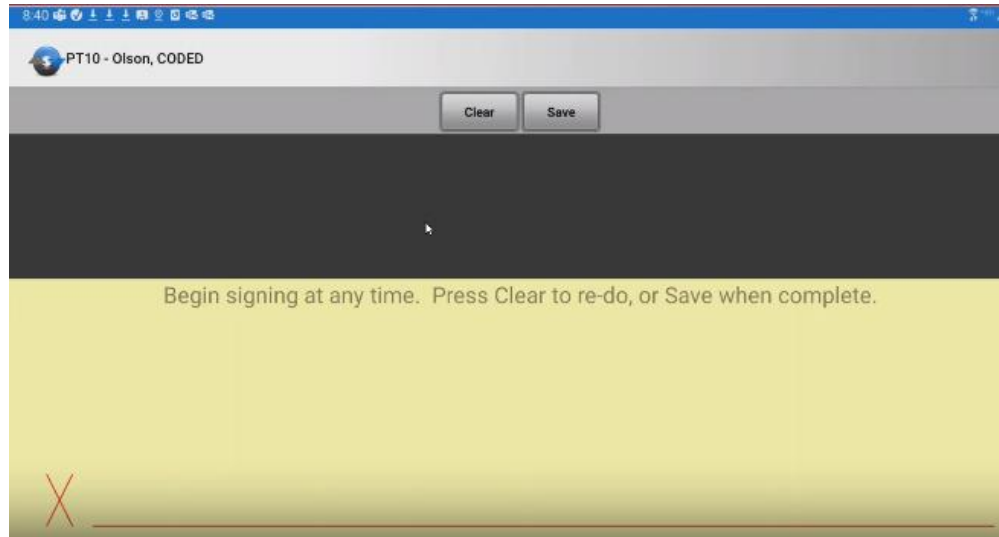 8:40
PT10 - Olson, CODED
Clear Save
Begin signing at any time. Press Clear to re-do, or Save when complete.
X